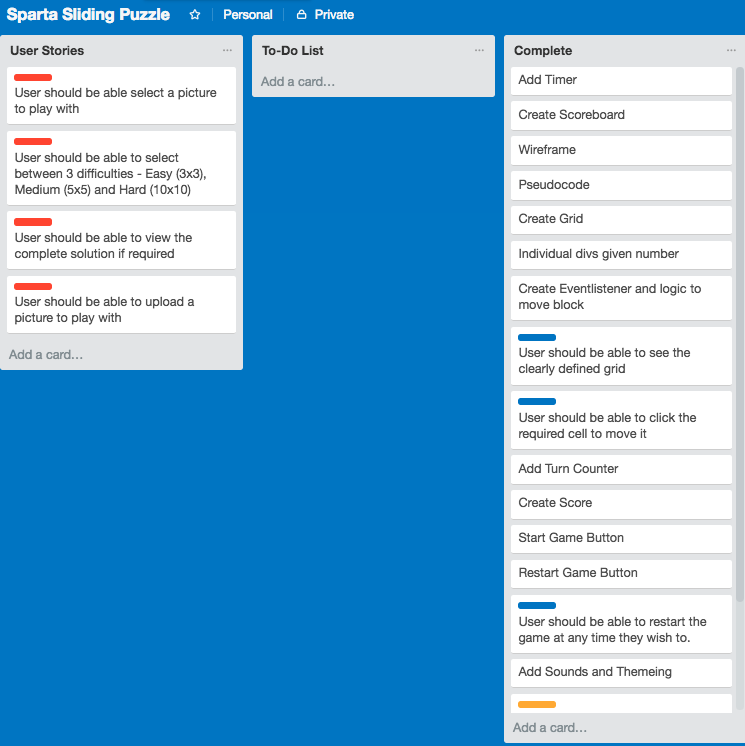 Sparta Sliding Puzzle
Personal
Private
User Stories
User should be able select a picture
to play with
User should be able to select
between 3 difficulties - Easy (3x3),
Medium (5x5) and Hard (10x10)
User should be able to view the
complete solution if required
User should be able to upload a
picture to play with
Add a card…
To-Do List
Add a card…
Complete
Add Timer
Create Scoreboard
Wireframe
Pseudocode
Create Grid
Individual divs given number
Create Eventlistener and logic to
move block
User should be able to see the
clearly defined grid
User should be able to click the
required cell to move it
Add Turn Counter
Create Score
Start Game Button
Restart Game Button
User should be able to restart the
game at any time they wish to.
Add Sounds and Themeing
Add a card…